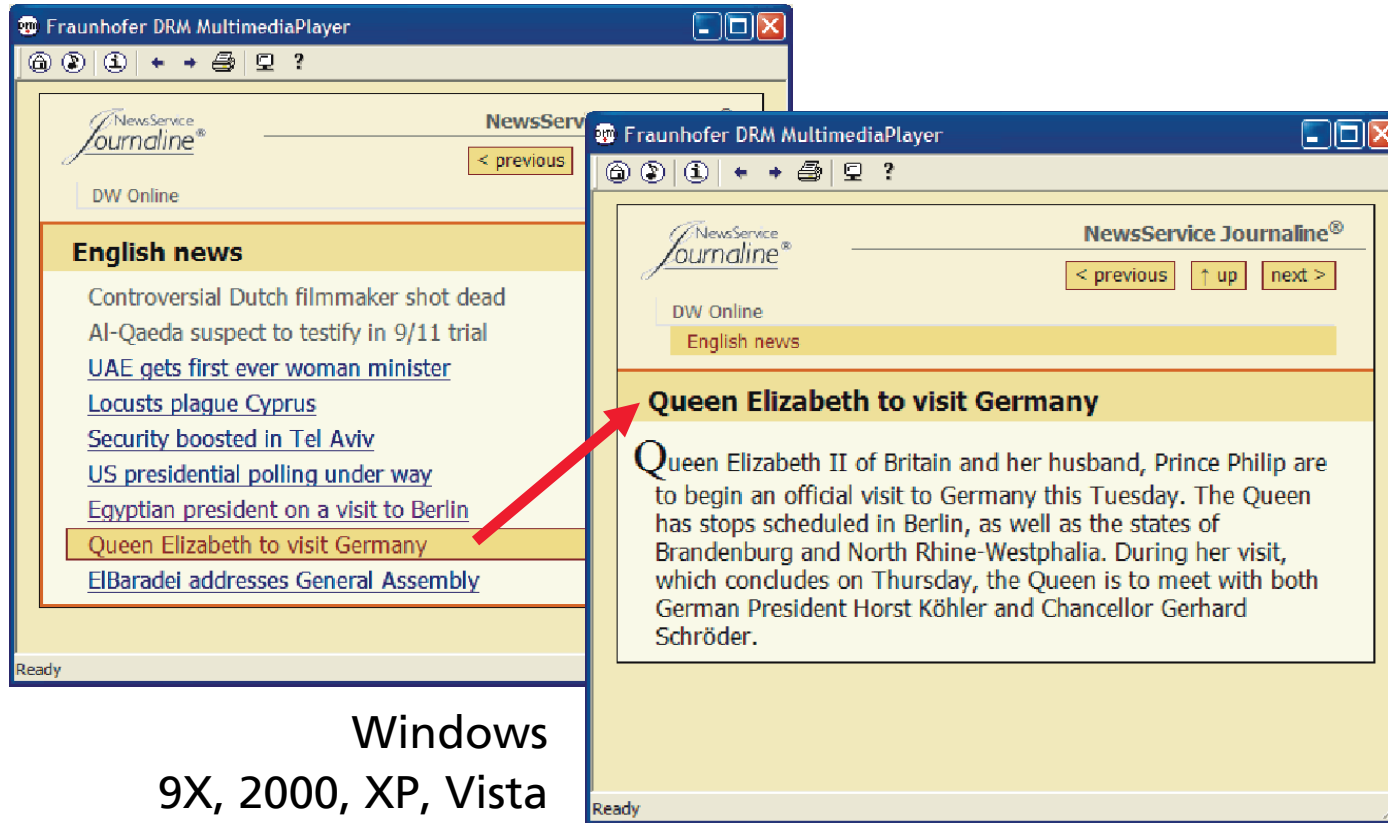 Fraunhofer DRM MultimediaPlayer
?
NewsService
Journaline®
NewsServ
< previous
DW Online
English news
Controversial Dutch filmmaker shot dead
Al-Qaeda suspect to testify in 9/11 trial
UAE gets first ever woman minister
Locusts plague Cyprus
Security boosted in Tel Aviv
US presidential polling under way
Egyptian president on a visit to Berlin
Queen Elizabeth to visit Germany
ElBaradei addresses General Assembly
Ready
Fraunhofer DRM MultimediaPlayer
?
NewsService
Journaline®
NewsService Journaline®
< previous ↑ up next >
DW Online
English news
Queen Elizabeth to visit Germany
Queen Elizabeth II of Britain and her husband, Prince Philip are
to begin an official visit to Germany this Tuesday. The Queen
has stops scheduled in Berlin, as well as the states of
Brandenburg and North Rhine-Westphalia. During her visit,
which concludes on Thursday, the Queen is to meet with both
German President Horst Köhler and Chancellor Gerhard
Schröder.
Ready
Windows
9X, 2000, XP, Vista